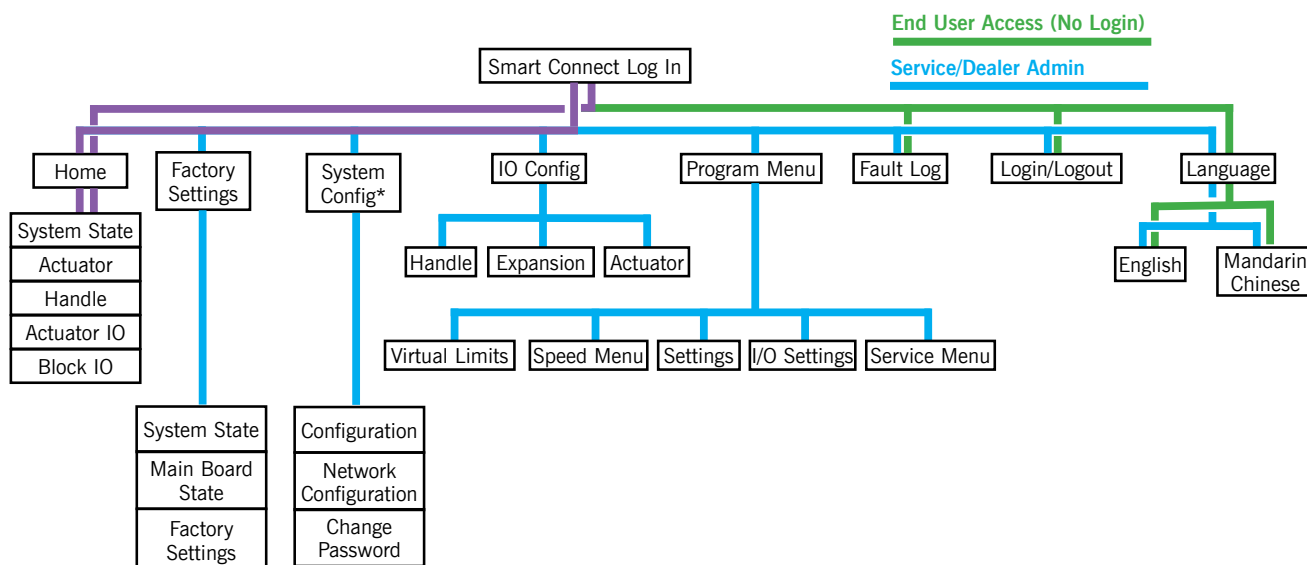 End User Access (No Login)
Service/Dealer Admin
Smart Connect Log In
Home
Factory
Settings
System
Config*
IO Config
Program Menu
Fault Log
Login/Logout
Language
System State
Actuator
Handle
Actuator IO
Block IO
Handle
Expansion
Actuator
English
Mandarin
Chinese
Virtual Limits
Speed Menu
Settings
I/O Settings
Service Menu
System State
Main Board
State
Factory
Settings
Configuration
Network
Configuration
Change
Password